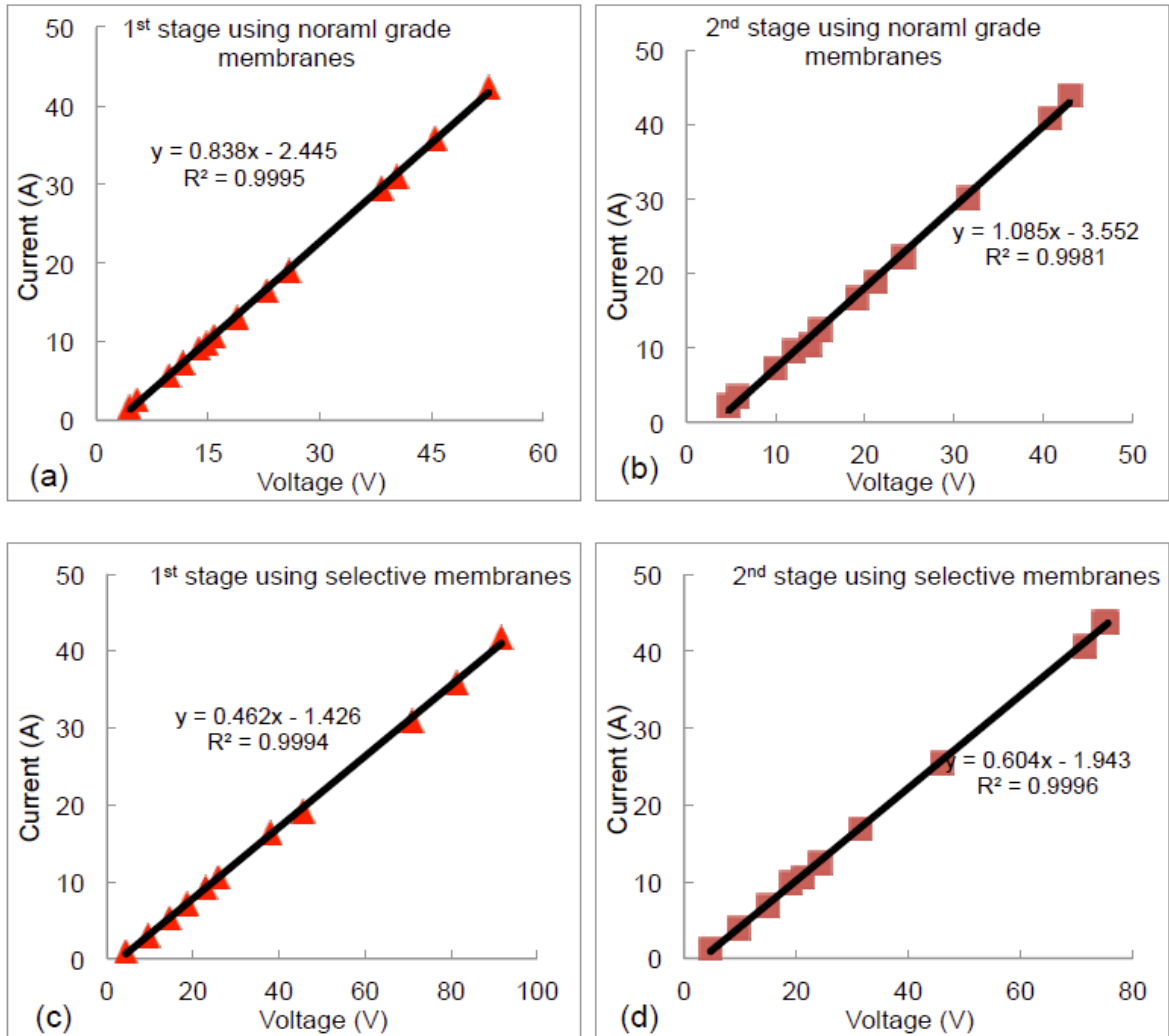 1st stage using noraml grade
membranes
y = 0.838x - 2.445
R² = 0.9995
Current (A)
50
40
30
20
10
0
0 15 30 45 60
Voltage (V)
(a)
2nd stage using noraml grade
membranes
y = 1.085x - 3.552
R² = 0.9981
Current (A)
50
40
30
20
10
0
0 10 20 30 40 50
Voltage (V)
(b)
1st stage using selective membranes
y = 0.462x - 1.426
R² = 0.9994
Current (A)
50
40
30
20
10
0
0 20 40 60 80 100
Voltage (V)
(c)
2nd stage using selective membranes
y = 0.604x - 1.943
R² = 0.9996
Current (A)
50
40
30
20
10
0
0 20 40 60 80
Voltage (V)
(d)